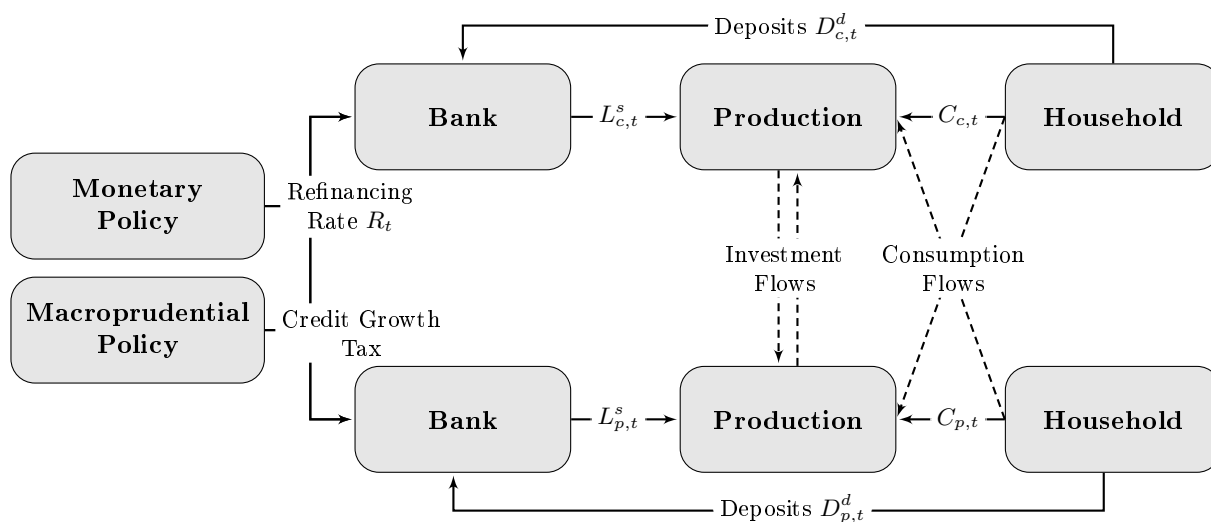 Deposits $D^d_{c,t}$
Bank
$L^s_{c,t}$
Production
$C_{c,t}$
Household
Monetary
Policy
Refinancing
Rate $R_t$
Investment
Flows
Consumption
Flows
Macroprudential
Policy
Credit Growth
Tax
Bank
$L^s_{p,t}$
Production
$C_{p,t}$
Household
Deposits $D^d_{p,t}$